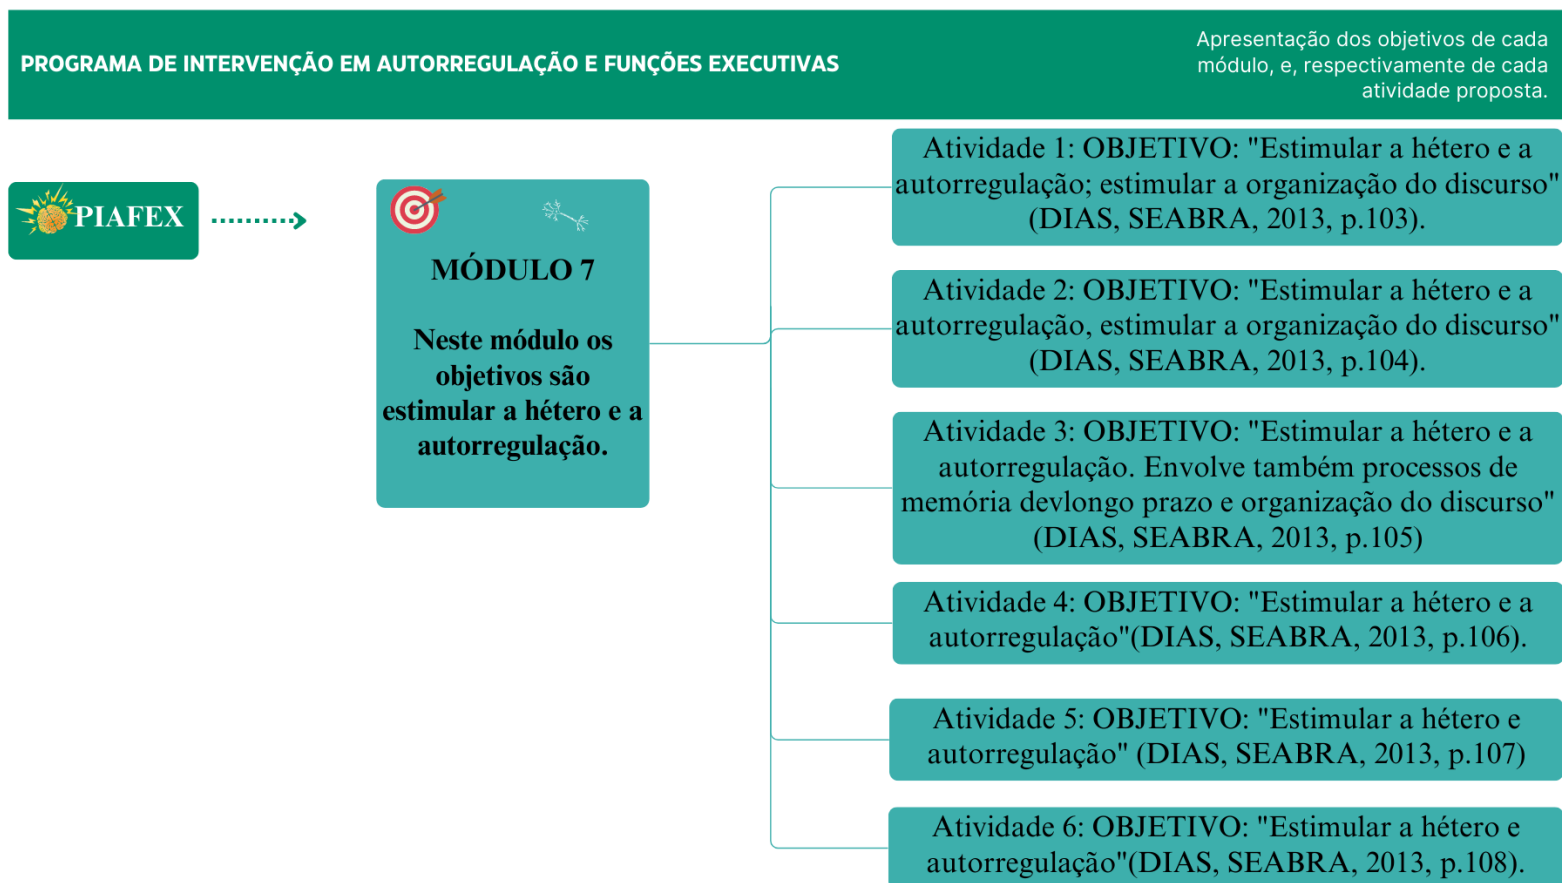 PROGRAMA DE INTERVENÇÃO EM AUTORREGULAÇÃO E FUNÇÕES EXECUTIVAS
Apresentação dos objetivos de cada
módulo, e, respectivamente de cada
atividade proposta.
PIAFEX
MÓDULO 7
Neste módulo os
objetivos são
estimular a hétero e a
autorregulação.
Atividade 1: OBJETIVO: "Estimular a hétero e a
autorregulação; estimular a organização do discurso"
(DIAS, SEABRA, 2013, p.103).
Atividade 2: OBJETIVO: "Estimular a hétero e a
autorregulação, estimular a organização do discurso"
(DIAS, SEABRA, 2013, p.104).
Atividade 3: OBJETIVO: "Estimular a hétero e a
autorregulação. Envolve também processos de
memória devlongo prazo e organização do discurso"
(DIAS, SEABRA, 2013, p.105)
Atividade 4: OBJETIVO: "Estimular a hétero e a
autorregulação"(DIAS, SEABRA, 2013, p.106).
Atividade 5: OBJETIVO: "Estimular a hétero e
autorregulação" (DIAS, SEABRA, 2013, p.107)
Atividade 6: OBJETIVO: "Estimular a hétero e
autorregulação"(DIAS, SEABRA, 2013, p.108).